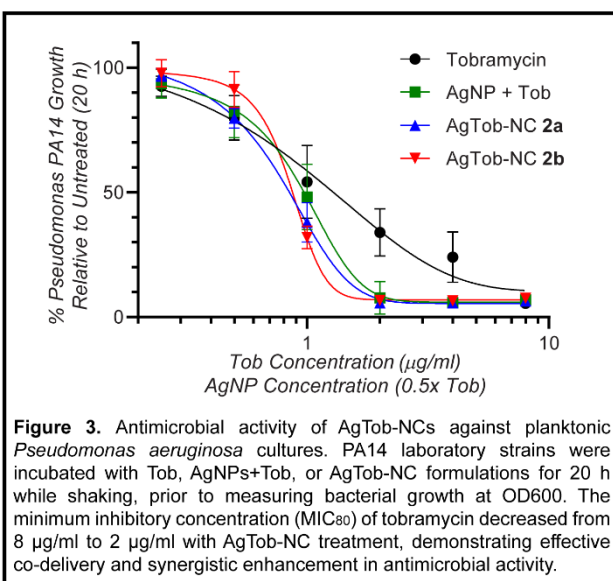 % Pseudomonas PA14 Growth
Relative to Untreated (20 h)
100
50
0
Tobramycin
AgNP + Tob
AgTob-NC 2a
AgTob-NC 2b
1
10
Tob Concentration (μg/ml)
AgNP Concentration (0.5x Tob)
Figure 3. Antimicrobial activity of AgTob-NCs against planktonic
Pseudomonas aeruginosa cultures. PA14 laboratory strains were
incubated with Tob, AgNPs+Tob, or AgTob-NC formulations for 20 h
while shaking, prior to measuring bacterial growth at OD600. The
minimum inhibitory concentration (MIC₈₀) of tobramycin decreased from
8 μg/ml to 2 μg/ml with AgTob-NC treatment, demonstrating effective
co-delivery and synergistic enhancement in antimicrobial activity.